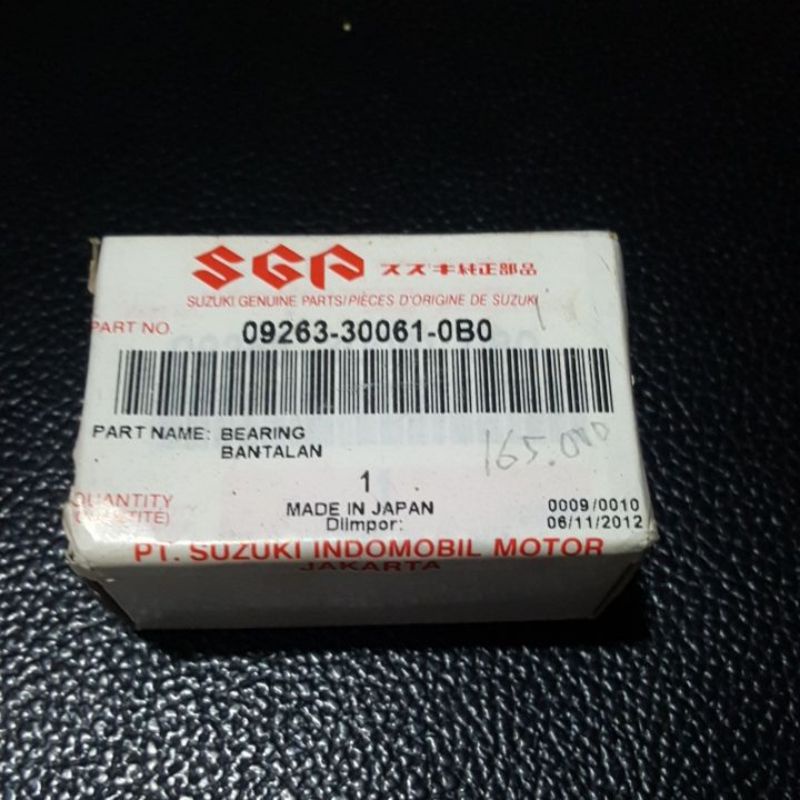 SGP スズキ純正部品
SUZUKI GENUINE PARTS/PIÈCES D'ORIGINE DE SUZUKI
PART NO. 09263-30061-0B0
PART NAME: BEARING
BANTALAN
165.000
1
QUANTITY
(QUANTITÉ)
MADE IN JAPAN
Diimpor:
0009/0010
06/11/2012
PT. SUZUKI INDOMOBIL MOTOR
JAKARTA